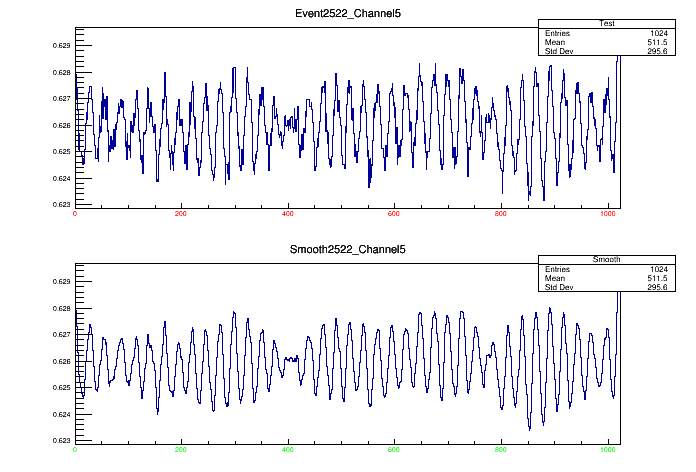 Event2522_Channel5
Test
Entries 1024
Mean 511.5
Std Dev 295.6
0.629
0.628
0.627
0.626
0.625
0.624
0.623
0 200 400 600 800 1000
Smooth2522_Channel5
Smooth
Entries 1024
Mean 511.5
Std Dev 295.6
0.629
0.628
0.627
0.626
0.625
0.624
0.623
0 200 400 600 800 1000